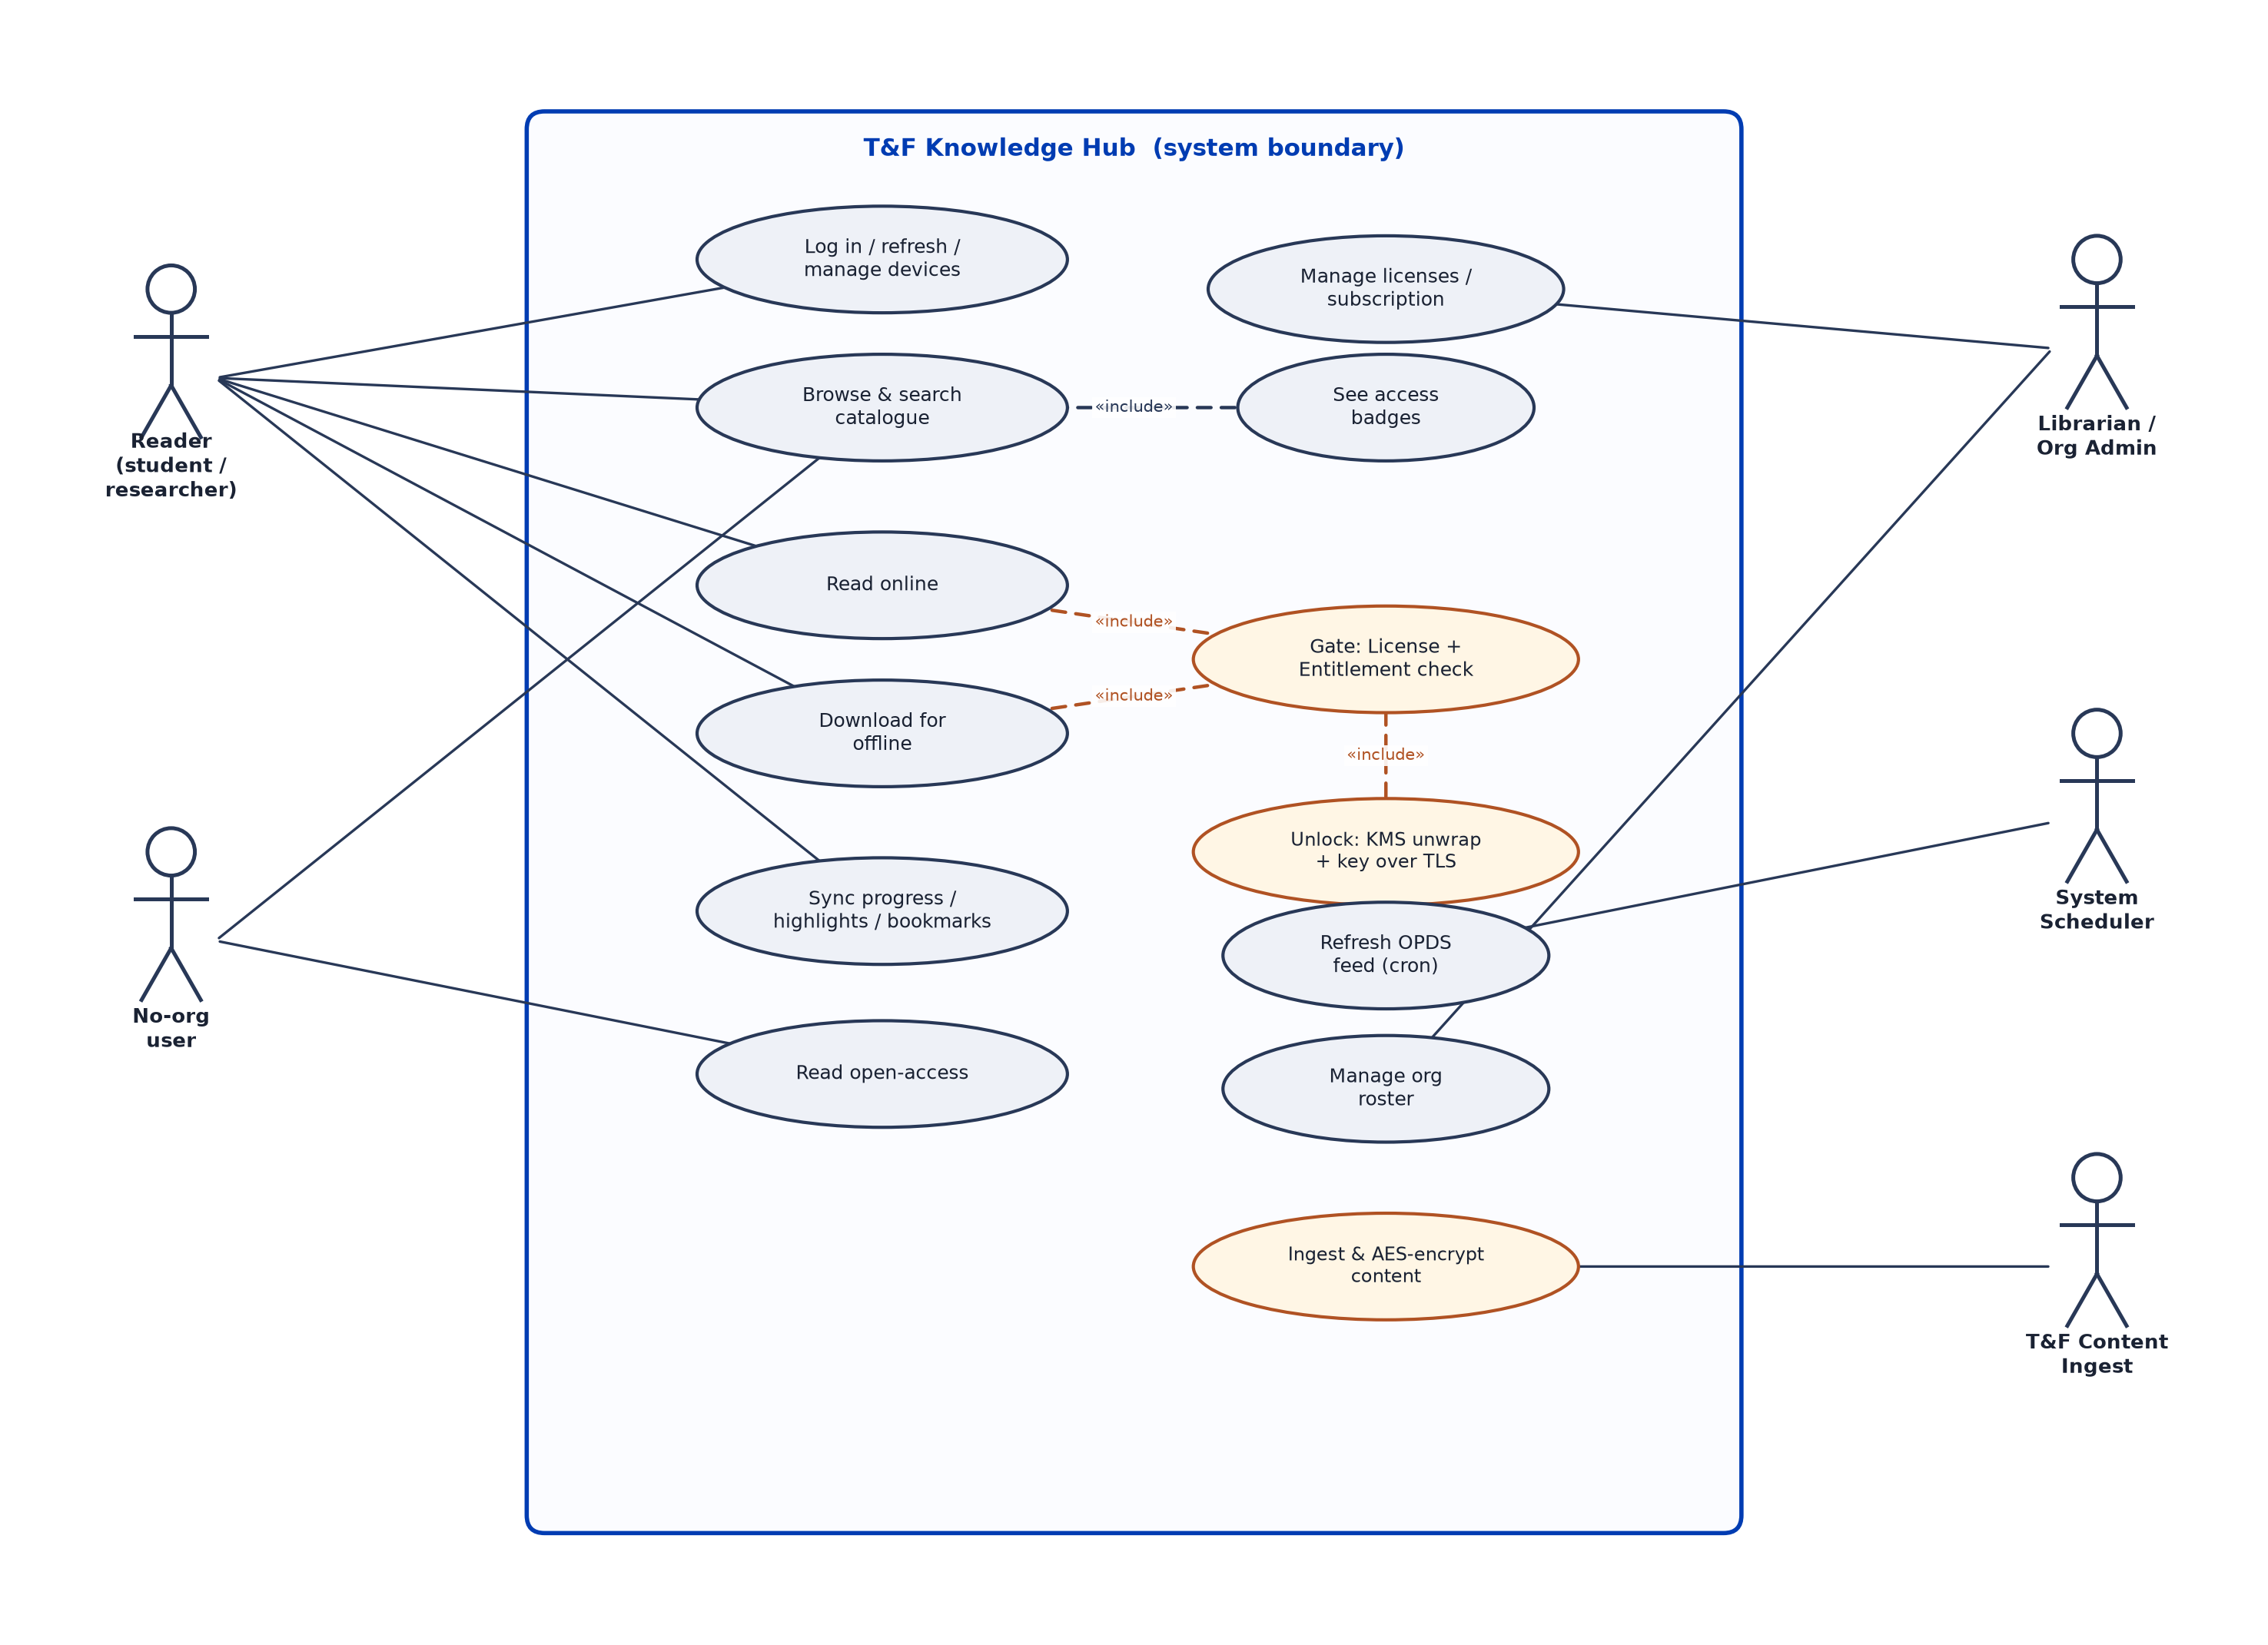 T&F Knowledge Hub (system boundary)
Log in / refresh /
manage devices
Manage licenses /
subscription
Browse & search
catalogue
«include»
See access
badges
Reader
(student /
researcher)
Librarian /
Org Admin
Read online
«include»
Gate: License +
Entitlement check
«include»
Download for
offline
«include»
Unlock: KMS unwrap
+ key over TLS
Sync progress /
highlights / bookmarks
Refresh OPDS
feed (cron)
System
Scheduler
No-org
user
Read open-access
Manage org
roster
Ingest & AES-encrypt
content
T&F Content
Ingest